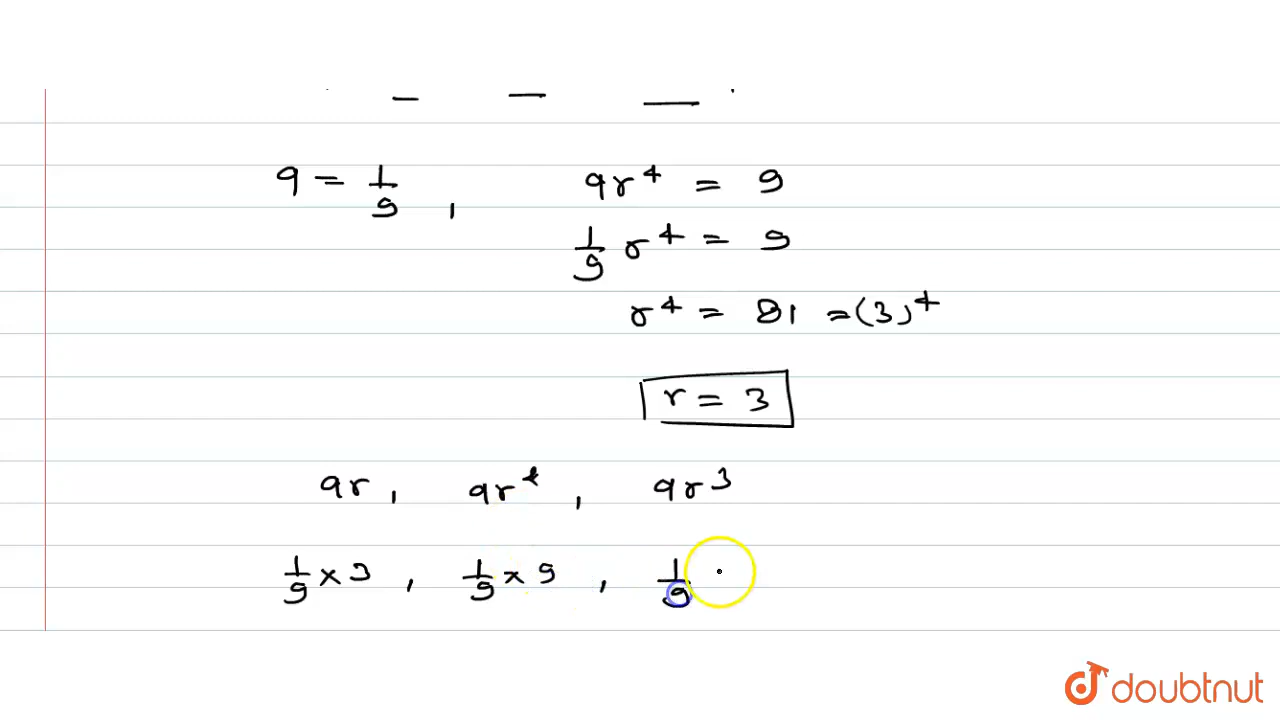 a = 1/9 , ar⁴ = 9
1/9 r⁴ = 9
r⁴ = 81 = (3)⁴
r = 3
ar , ar² , ar³
1/9 × 3 , 1/9 × 9 , 1/9
doubtnut